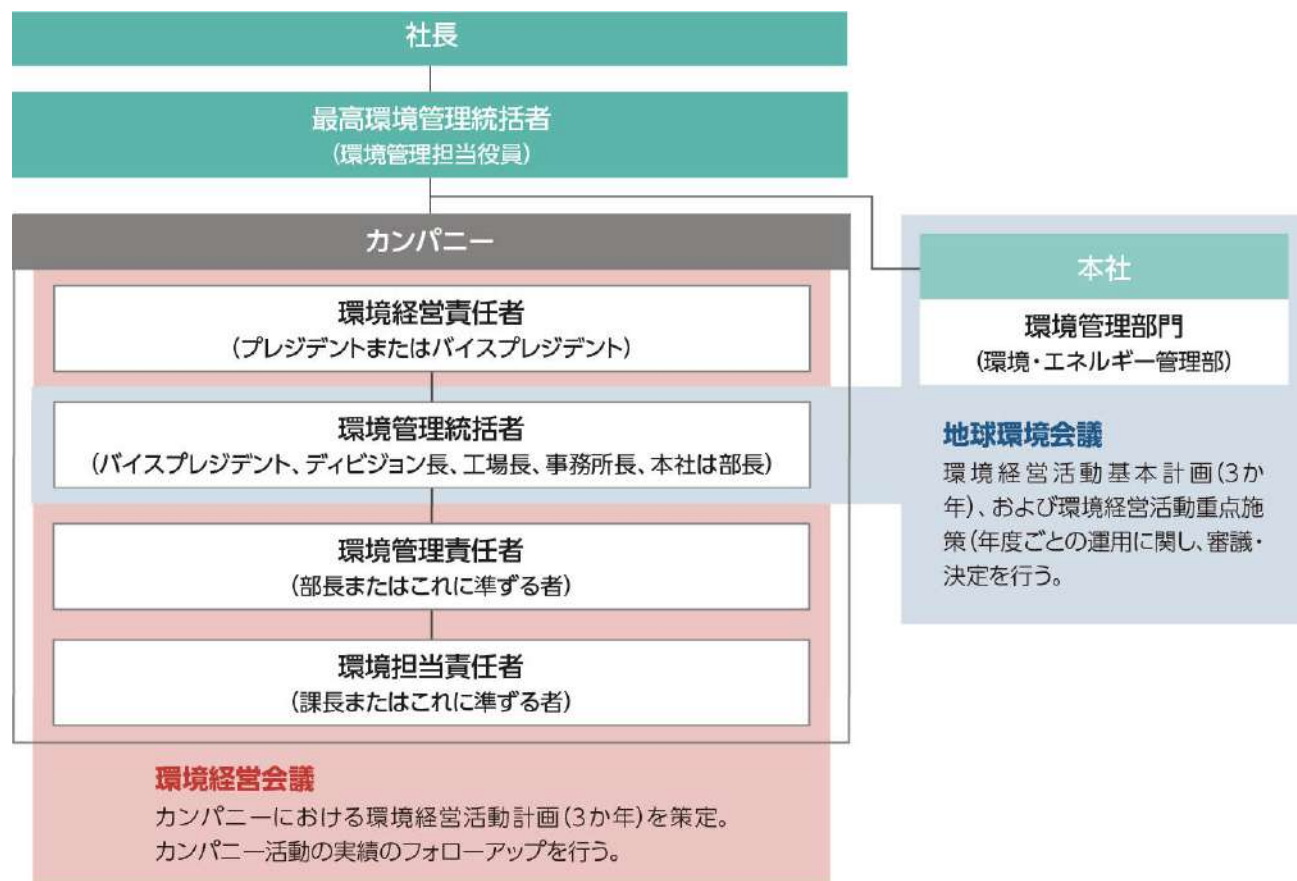 社長
最高環境管理統括者
(環境管理担当役員)
カンパニー
環境経営責任者
(プレジデントまたはバイスプレジデント)
環境管理統括者
(バイスプレジデント、ディビジョン長、工場長、事務所長、本社は部長)
環境管理責任者
(部長またはこれに準ずる者)
環境担当責任者
(課長またはこれに準ずる者)
環境経営会議
カンパニーにおける環境経営活動計画(3か年)を策定。
カンパニー活動の実績のフォローアップを行う。
本社
環境管理部門
(環境・エネルギー管理部)
地球環境会議
環境経営活動基本計画(3か
年)、および環境経営活動重点施
策(年度ごとの運用に関し、審議・
決定を行う。